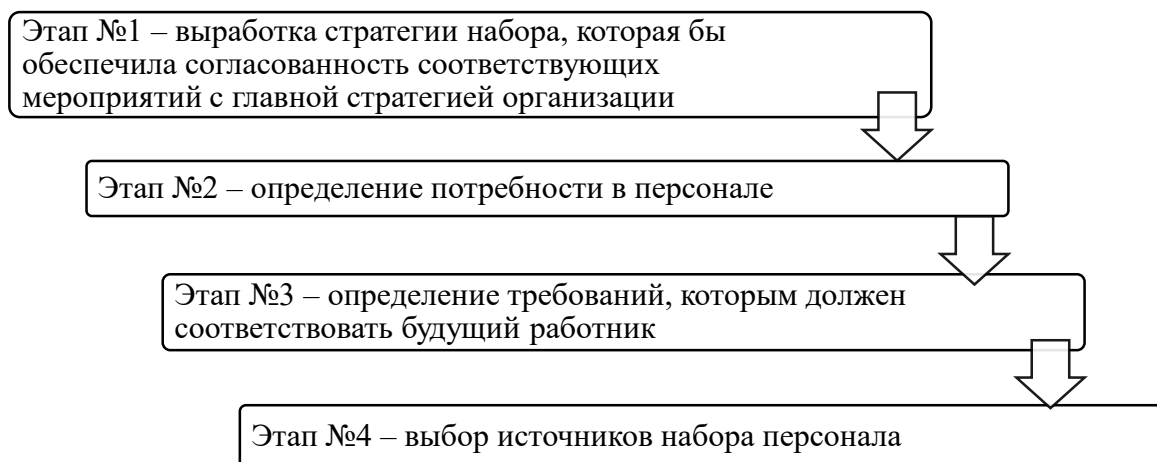 Этап №1 – выработка стратегии набора, которая бы
обеспечила согласованность соответствующих
мероприятий с главной стратегией организации
Этап №2 – определение потребности в персонале
Этап №3 – определение требований, которым должен
соответствовать будущий работник
Этап №4 – выбор источников набора персонала